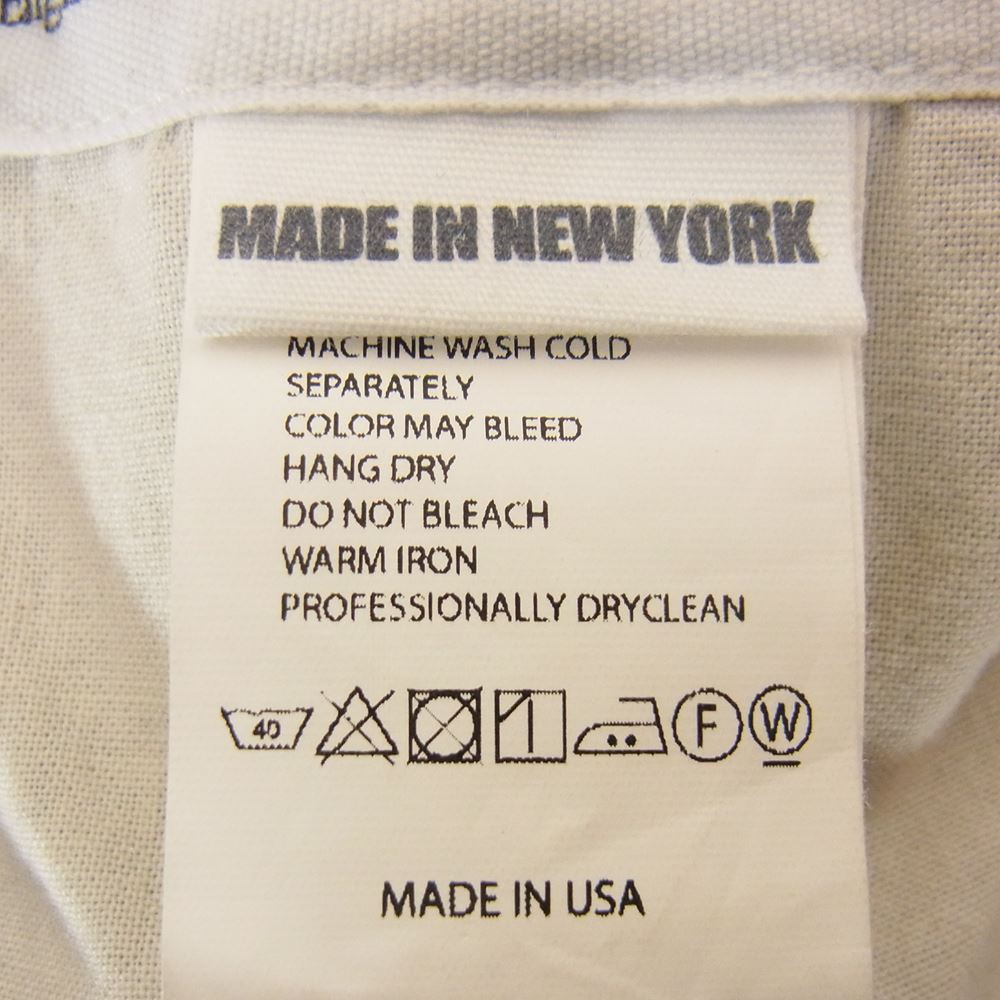 MADE IN NEW YORK
MACHINE WASH COLD
SEPARATELY
COLOR MAY BLEED
HANG DRY
DO NOT BLEACH
WARM IRON
PROFESSIONALLY DRYCLEAN
40 F W
MADE IN USA